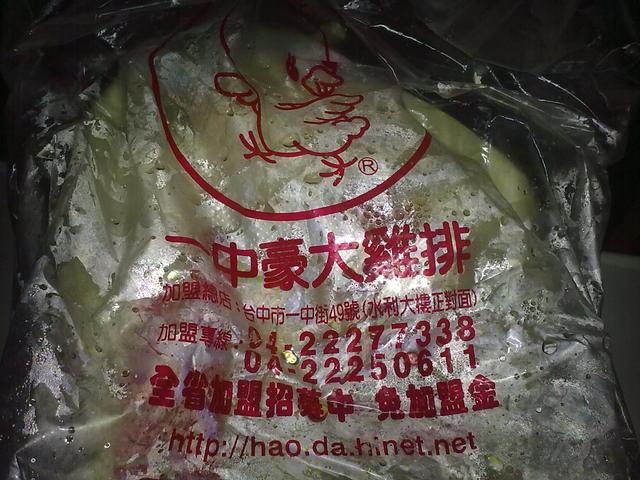 ®
一中豪大雞排
加盟總店：台中市一中街49號(水利大樓正對面)
加盟專線：04-22277338
04-22250611
全省加盟招募中 免加盟金
http://hao.da.hinet.net